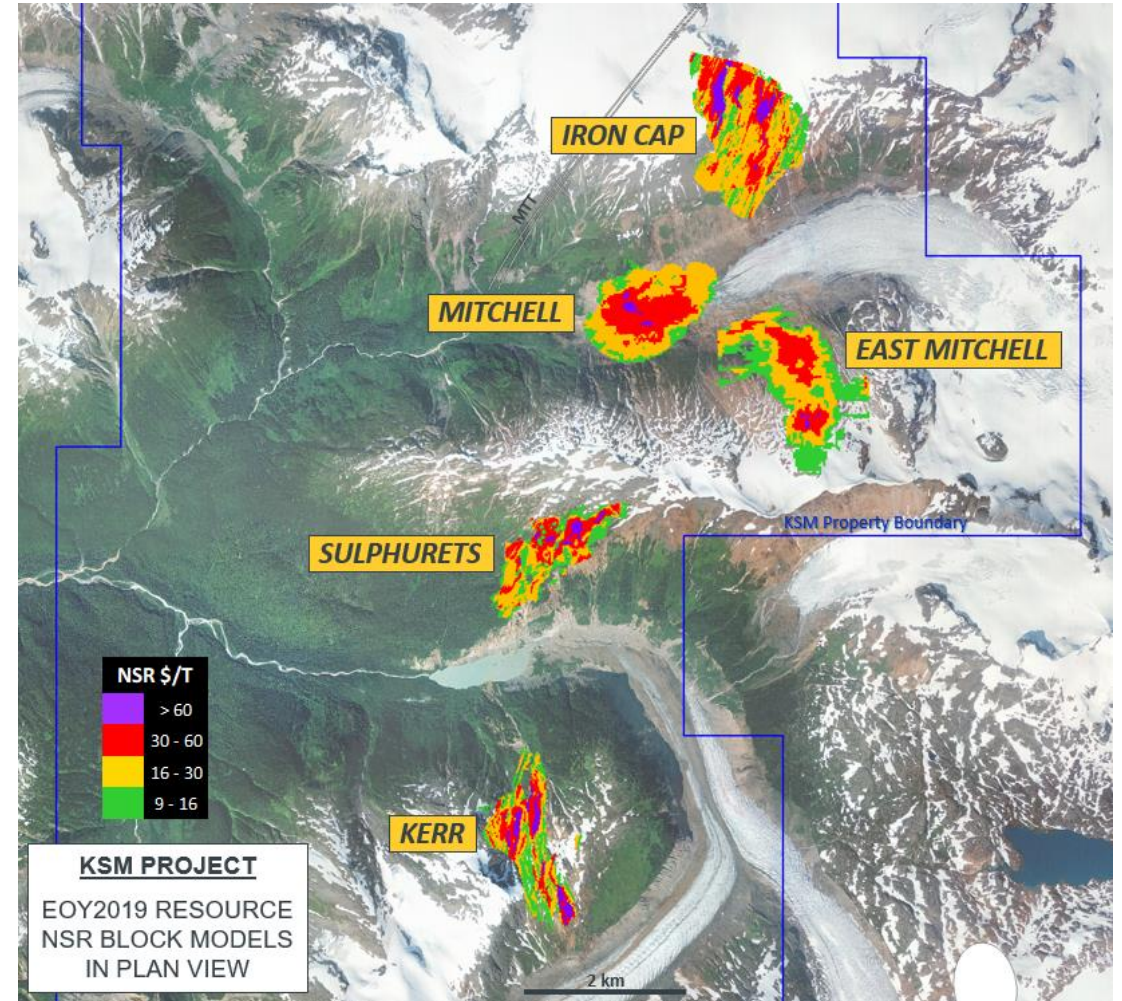 IRON CAP
MTT
MITCHELL
EAST MITCHELL
KSM Property Boundary
SULPHURETS
NSR $/T
> 60
30 - 60
16 - 30
9 - 16
KERR
KSM PROJECT
EOY2019 RESOURCE
NSR BLOCK MODELS
IN PLAN VIEW
2 km